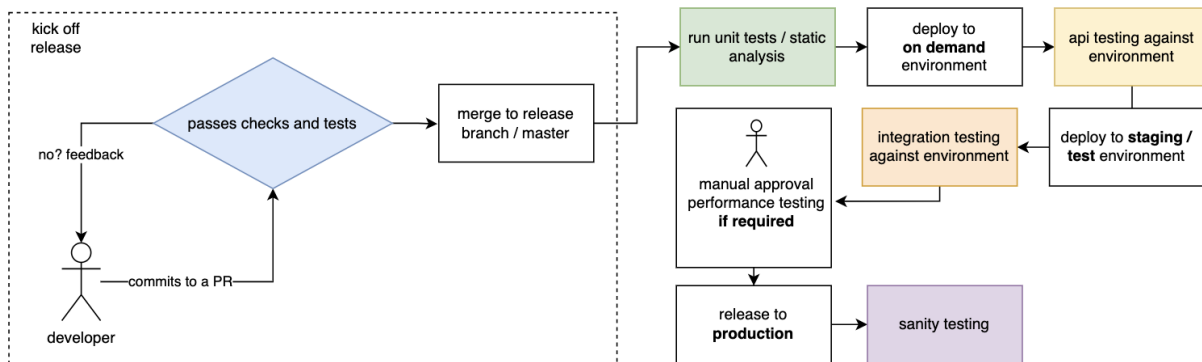 kick off
release
passes checks and tests
no? feedback
commits to a PR
developer
merge to release
branch / master
run unit tests / static
analysis
deploy to
on demand
environment
api testing against
environment
deploy to staging /
test environment
integration testing
against environment
manual approval
performance testing
if required
release to
production
sanity testing